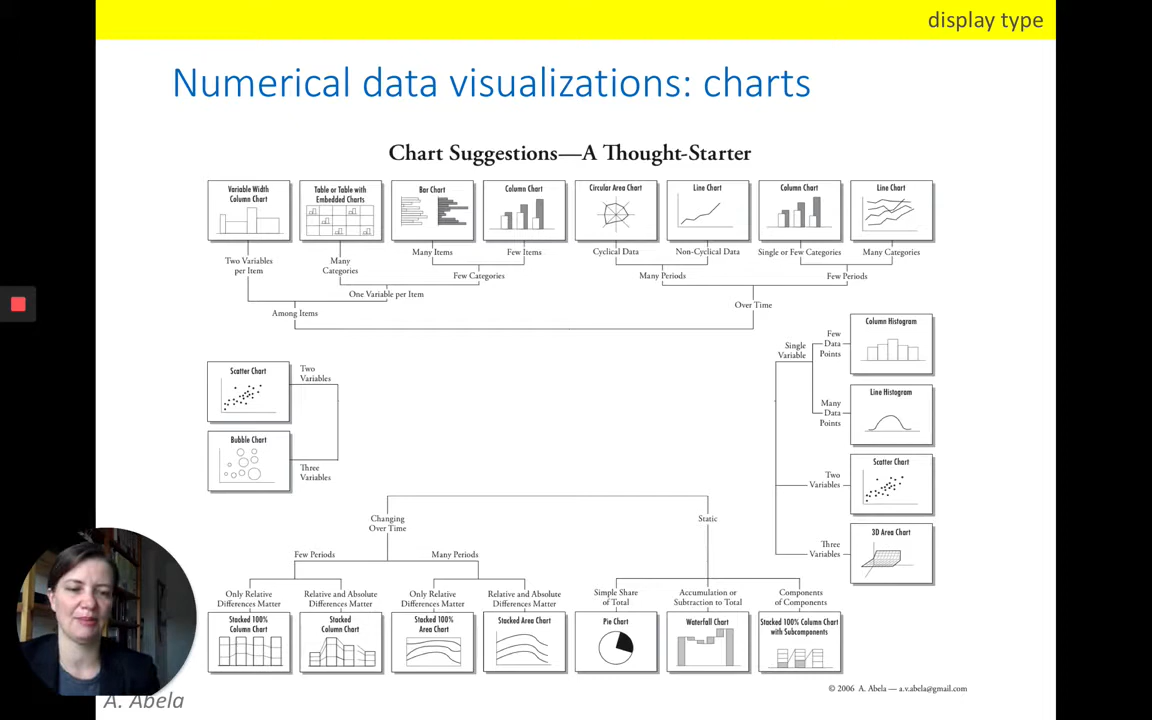 display type
Numerical data visualizations: charts
Chart Suggestions—A Thought-Starter
Variable Width
Column Chart
Table or Table with
Embedded Charts
Bar Chart
Column Chart
Circular Area Chart
Line Chart
Column Chart
Line Chart
Two Variables
per Item
Many
Categories
Many Items
Few Items
Cyclical Data
Non-Cyclical Data
Single or Few Categories
Many Categories
Few Categories
Many Periods
Few Periods
One Variable per Item
Among Items
Over Time
Single
Variable
Few
Data
Points
Column Histogram
Many
Data
Points
Line Histogram
Scatter Chart
Two
Variables
Bubble Chart
Three
Variables
Two
Variables
Scatter Chart
Three
Variables
3D Area Chart
Changing
Over Time
Static
Few Periods
Many Periods
Only Relative
Differences Matter
Relative and Absolute
Differences Matter
Only Relative
Differences Matter
Relative and Absolute
Differences Matter
Simple Share
of Total
Accumulation or
Subtraction to Total
Components
of Components
Stacked 100%
Column Chart
Stacked
Column Chart
Stacked 100%
Area Chart
Stacked Area Chart
Pie Chart
Waterfall Chart
Stacked 100% Column Chart
with Subcomponents
© 2006 A. Abela — a.v.abela@gmail.com
A. Abela